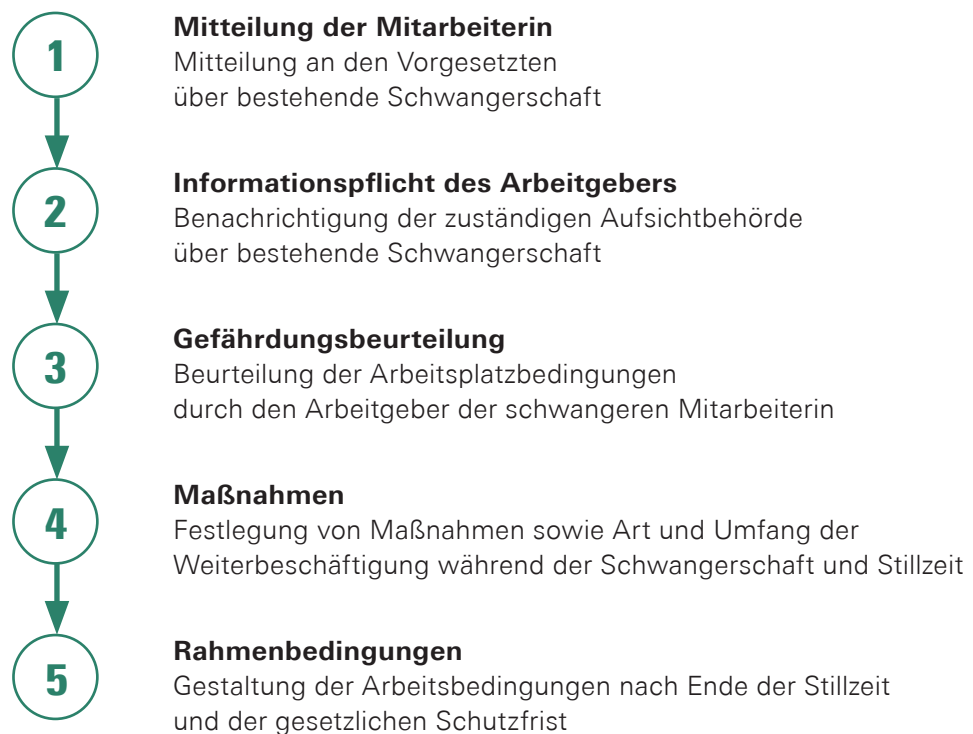 1
Mitteilung der Mitarbeiterin
Mitteilung an den Vorgesetzten
über bestehende Schwangerschaft
2
Informationspflicht des Arbeitgebers
Benachrichtigung der zuständigen Aufsichtbehörde
über bestehende Schwangerschaft
3
Gefährdungsbeurteilung
Beurteilung der Arbeitsplatzbedingungen
durch den Arbeitgeber der schwangeren Mitarbeiterin
4
Maßnahmen
Festlegung von Maßnahmen sowie Art und Umfang der
Weiterbeschäftigung während der Schwangerschaft und Stillzeit
5
Rahmenbedingungen
Gestaltung der Arbeitsbedingungen nach Ende der Stillzeit
und der gesetzlichen Schutzfrist